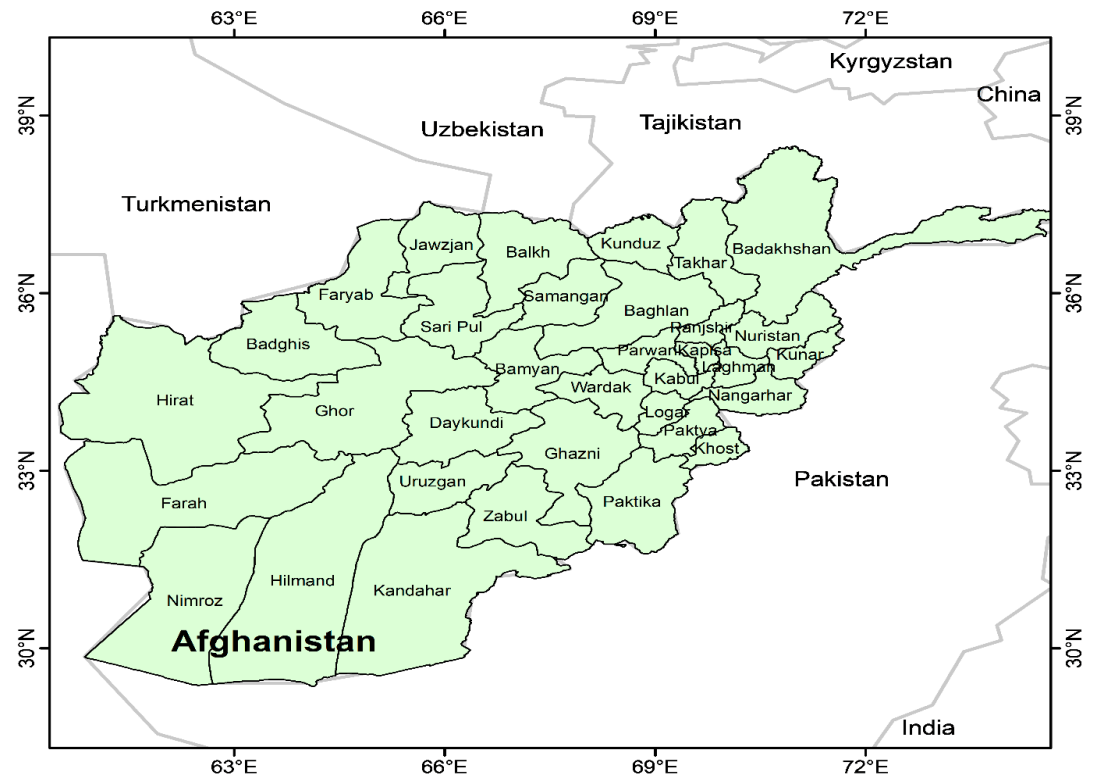 63°E 66°E 69°E 72°E
Kyrgyzstan
China
39°N 39°N
Uzbekistan
Tajikistan
Turkmenistan
Jawzjan
Balkh
Kunduz
Badakhshan
Takhar
36°N 36°N
Faryab
Samangan
Baghlan
Sari Pul
Ranjshir
Nuristan
Badghis
Parwan
Kapisa
Kunar
Bamyan
Laghman
Wardak
Kabul
Nangarhar
Hirat
Ghor
Logar
Daykundi
Paktya
Khost
Ghazni
33°N 33°N
Uruzgan
Pakistan
Farah
Zabul
Paktika
Hilmand
Kandahar
Nimroz
Afghanistan
30°N 30°N
India
63°E 66°E 69°E 72°E